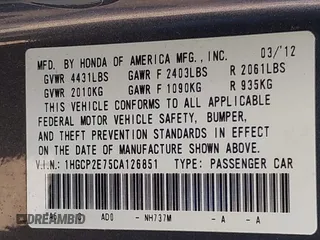 MFD. BY HONDA OF AMERICA MFG., INC. 03/'12
GVWR 4431LBS GAWR F 2403LBS R 2061LBS
GVWR 2010KG GAWR F 1090KG R 935KG
THIS VEHICLE CONFORMS TO ALL APPLICABLE
FEDERAL MOTOR VEHICLE SAFETY, BUMPER,
AND THEFT PREVENTION STANDARDS IN EFFECT
ON THE DATE OF MANUFACTURE SHOWN ABOVE.
V.I.N.: 1HGCP2E75CA126851 TYPE: PASSENGER CAR
AD0 NH737M - A - A
DREAMBID